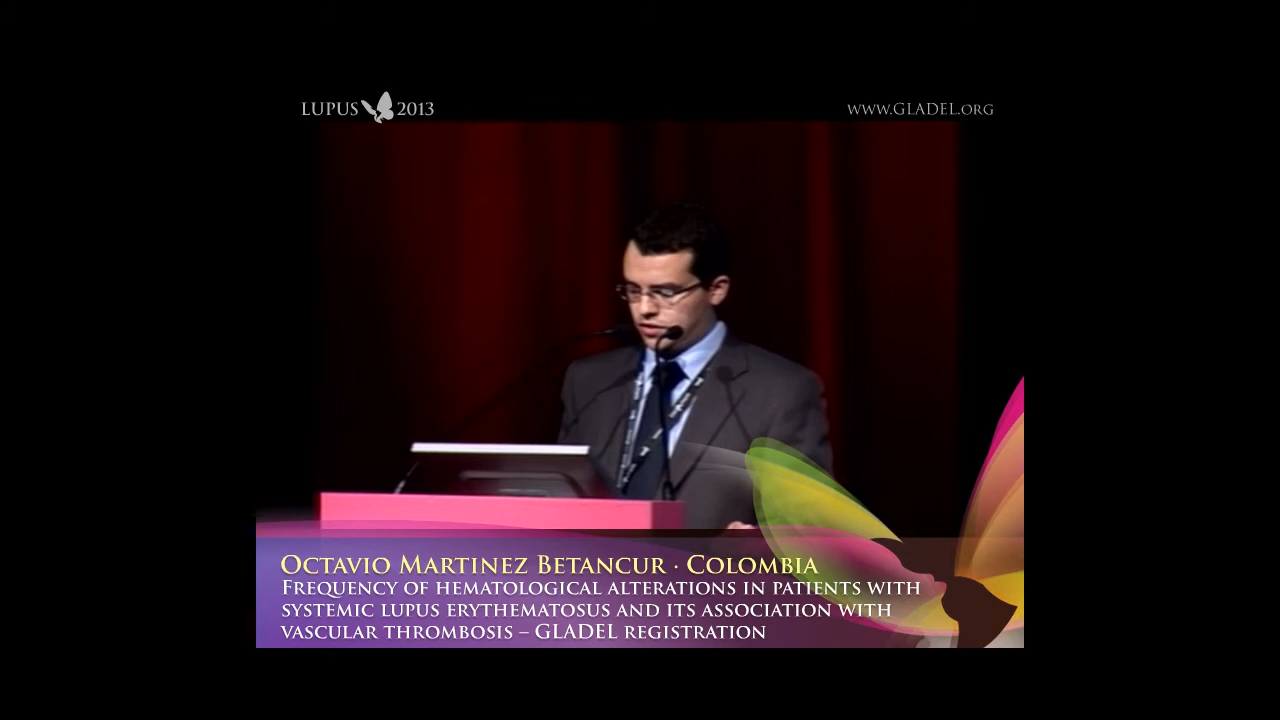 LUPUS 2013
www.GLADEL.org
Octavio Martinez Betancur · Colombia
Frequency of hematological alterations in patients with
systemic lupus erythematosus and its association with
vascular thrombosis – GLADEL registration